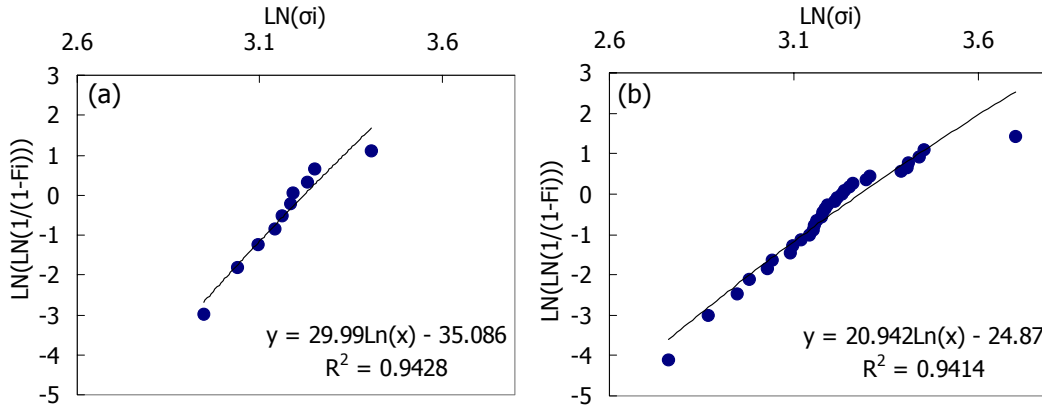 LN(σi)
2.6 3.1 3.6
LN(LN(1/(1-Fi)))
3
2
1
0
-1
-2
-3
-4
-5
(a)
y = 29.99Ln(x) - 35.086
R² = 0.9428
LN(σi)
2.6 3.1 3.6
LN(LN(1/(1-Fi)))
3
2
1
0
-1
-2
-3
-4
-5
(b)
y = 20.942Ln(x) - 24.87
R² = 0.9414